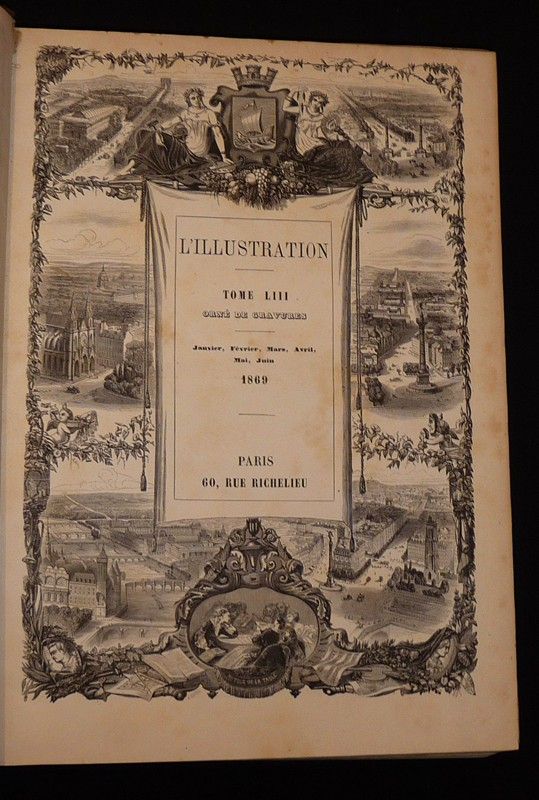 L'ILLUSTRATION
TOME LIII
ORNÉ DE GRAVURES
Janvier, Février, Mars, Avril,
Mai, Juin
1869
PARIS
60, RUE RICHELIEU